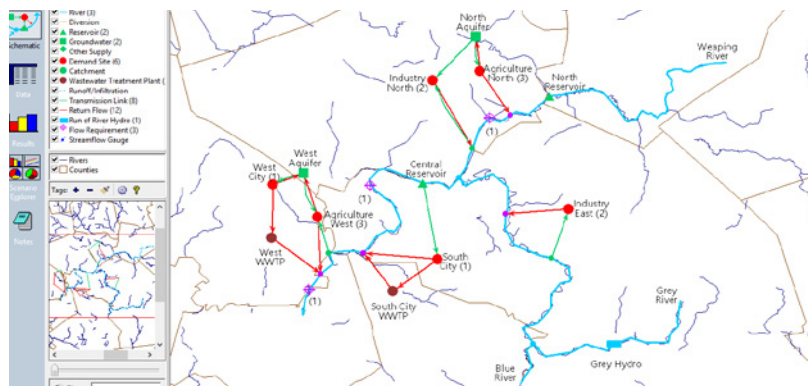 Schematic
Data
Results
Scenario
Explorer
Notes
River (3)
Diversion
Reservoir (2)
Groundwater (2)
Other Supply
Demand Site (6)
Catchment
Wastewater Treatment Plant (
Runoff/Infiltration
Transmission Link (8)
Return Flow (12)
Run of River Hydro (1)
Flow Requirement (3)
Streamflow Gauge
Rivers
Counties
Tags:
North
Aquifer
Weaping
River
Industry
North (2)
Agriculture
North (3)
North
Reservoir
(1)
West
City (1)
West
Aquifer
Central
Reservoir
(1)
Agriculture
West (3)
Industry
East (2)
West
WWTP
South
City (1)
(1)
South City
WWTP
Grey
River
Grey Hydro
Blue
River